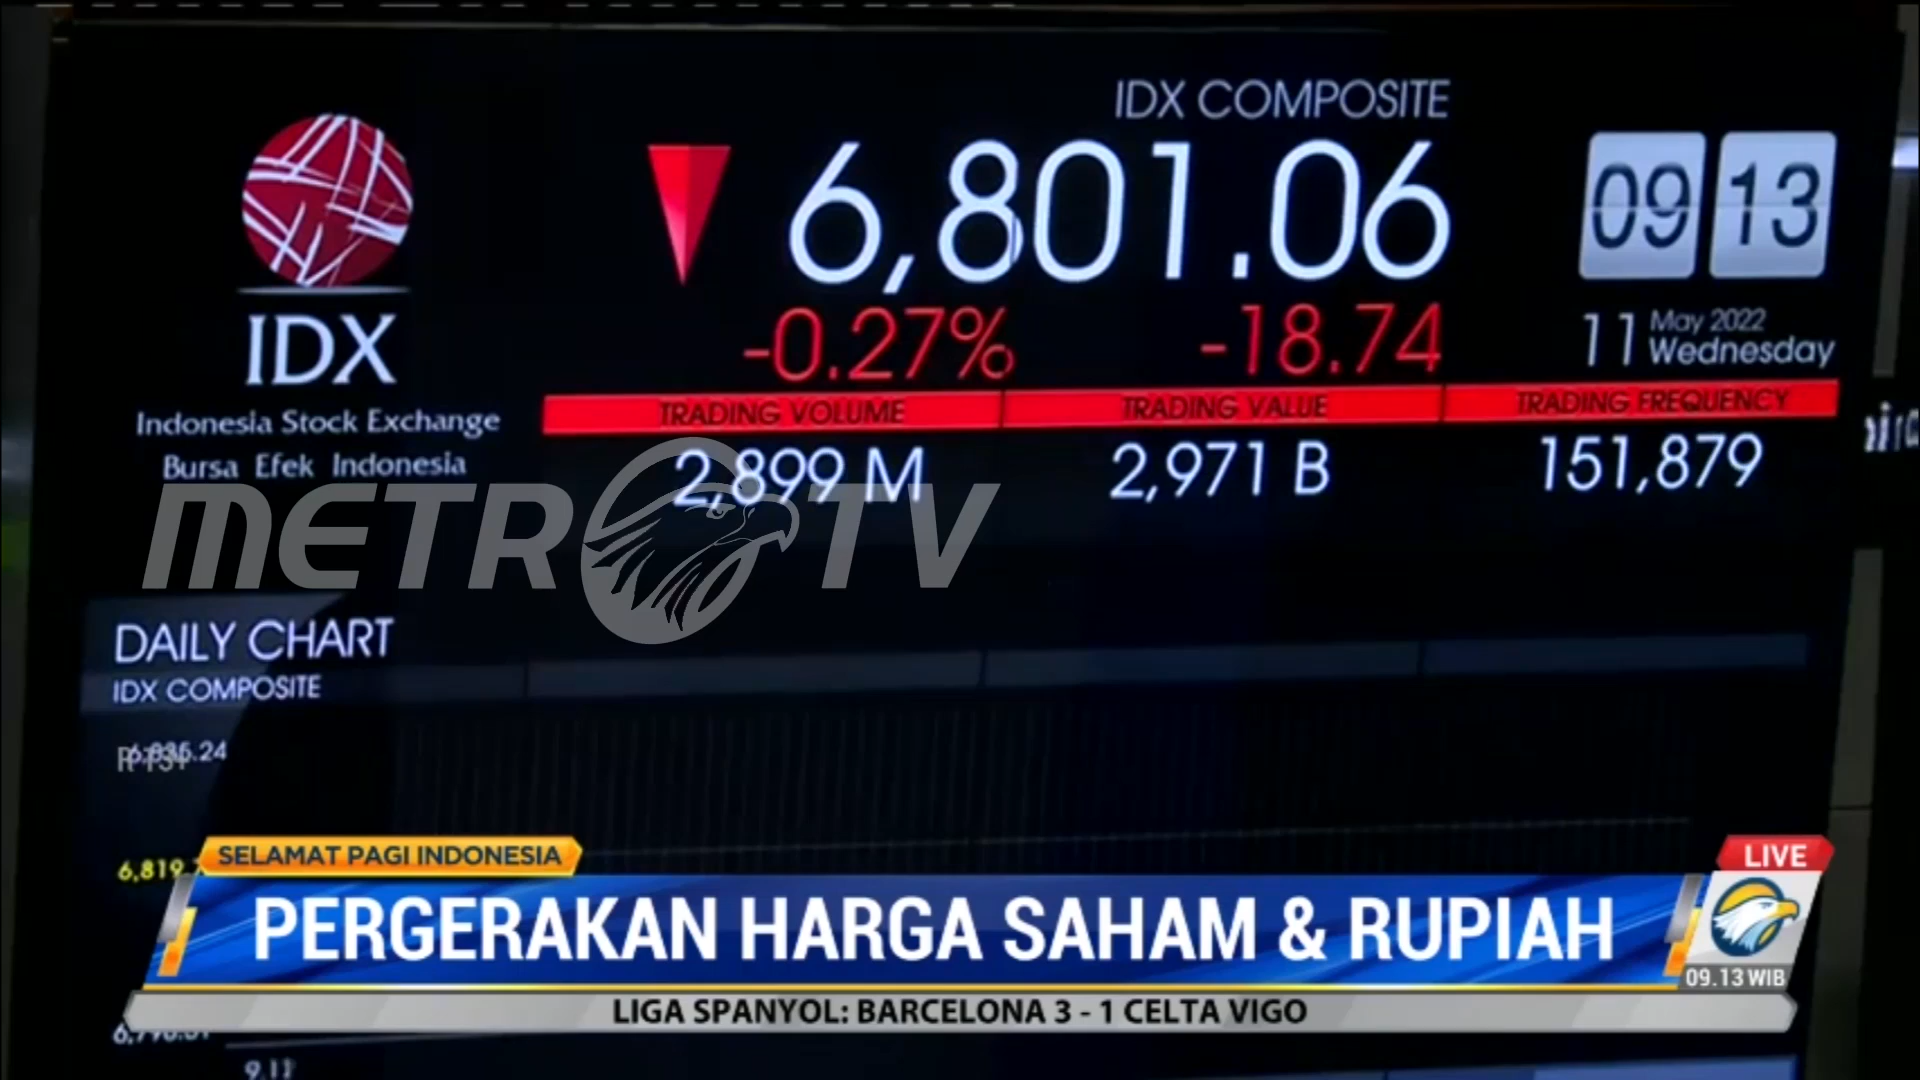 IDX COMPOSITE
6,801.06
09 13
-0.27%
-18.74
11 May 2022
Wednesday
IDX
Indonesia Stock Exchange
Bursa Efek Indonesia
TRADING VOLUME
TRADING VALUE
TRADING FREQUENCY
2,899 M
2,971 B
151,879
METRO TV
DAILY CHART
IDX COMPOSITE
SELAMAT PAGI INDONESIA
6,819
LIVE
PERGERAKAN HARGA SAHAM & RUPIAH
09.13 WIB
LIGA SPANYOL: BARCELONA 3 - 1 CELTA VIGO